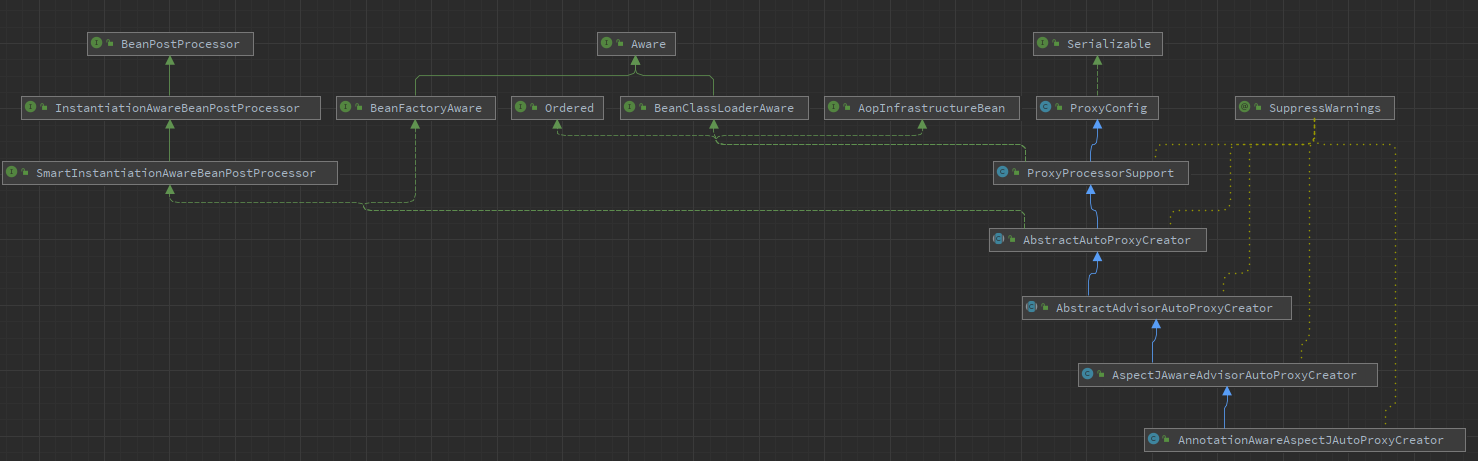 BeanPostProcessor
Aware
Serializable
InstantiationAwareBeanPostProcessor
BeanFactoryAware
Ordered
BeanClassLoaderAware
AopInfrastructureBean
ProxyConfig
SuppressWarnings
SmartInstantiationAwareBeanPostProcessor
ProxyProcessorSupport
AbstractAutoProxyCreator
AbstractAdvisorAutoProxyCreator
AspectJAwareAdvisorAutoProxyCreator
AnnotationAwareAspectJAutoProxyCreator